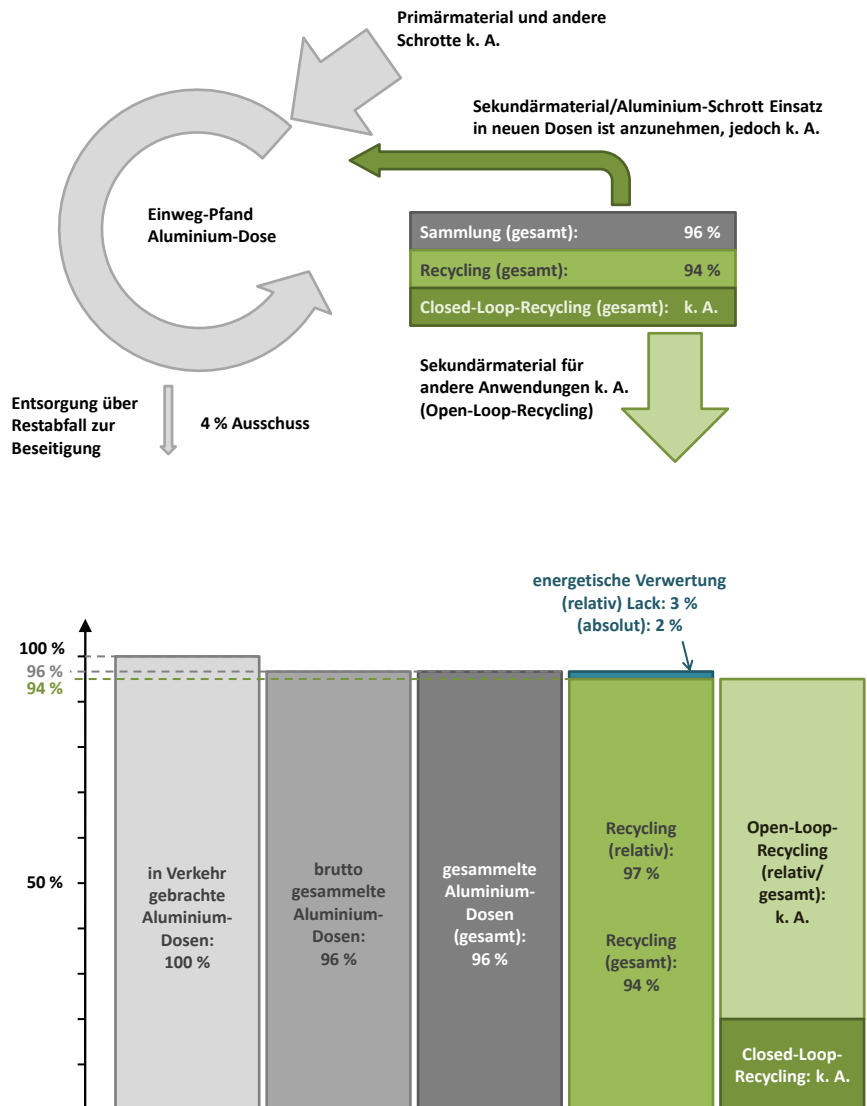 Primärmaterial und andere
Schrotte k. A.
Sekundärmaterial/Aluminium-Schrott Einsatz
in neuen Dosen ist anzunehmen, jedoch k. A.
Einweg-Pfand
Aluminium-Dose
Sammlung (gesamt): 96 %
Recycling (gesamt): 94 %
Closed-Loop-Recycling (gesamt): k. A.
Sekundärmaterial für
andere Anwendungen k. A.
(Open-Loop-Recycling)
Entsorgung über
Restabfall zur
Beseitigung
4 % Ausschuss
energetische Verwertung
(relativ) Lack: 3 %
(absolut): 2 %
100 %
96 %
94 %
50 %
in Verkehr
gebrachte
Aluminium-
Dosen:
100 %
brutto
gesammelte
Aluminium-
Dosen:
96 %
gesammelte
Aluminium-
Dosen
(gesamt):
96 %
Recycling
(relativ):
97 %
Recycling
(gesamt):
94 %
Open-Loop-
Recycling
(relativ/
gesamt):
k. A.
Closed-Loop-
Recycling: k. A.